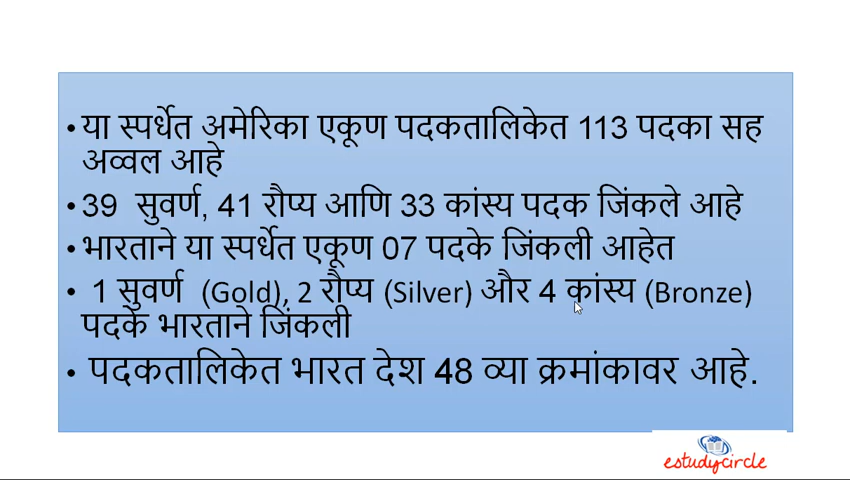 • या स्पर्धेत अमेरिका एकूण पदकतालिकेत 113 पदका सह
अव्वल आहे
• 39 सुवर्ण, 41 रौप्य आणि 33 कांस्य पदक जिंकले आहे
• भारताने या स्पर्धेत एकूण 07 पदके जिंकली आहेत
• 1 सुवर्ण (Gold), 2 रौप्य (Silver) और 4 कांस्य (Bronze)
पदके भारताने जिंकली
• पदकतालिकेत भारत देश 48 व्या क्रमांकावर आहे.
estudycircle